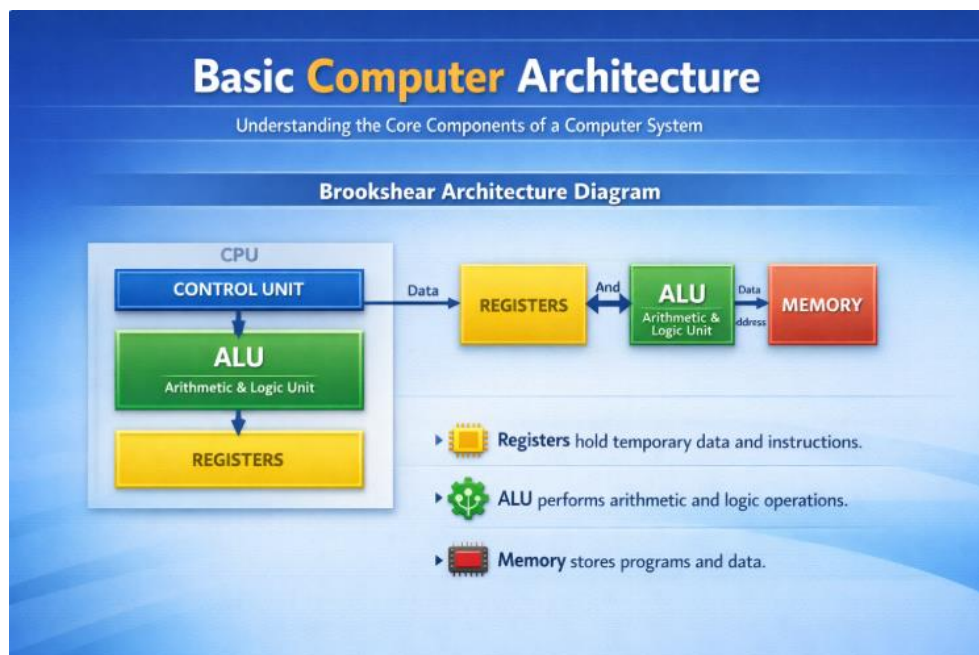 Basic Computer Architecture
Understanding the Core Components of a Computer System
Brookshear Architecture Diagram
CPU
CONTROL UNIT
ALU
Arithmetic & Logic Unit
REGISTERS
Data
REGISTERS
And
ALU
Arithmetic &
Logic Unit
Data
ddress
MEMORY
Registers hold temporary data and instructions.
ALU performs arithmetic and logic operations.
Memory stores programs and data.